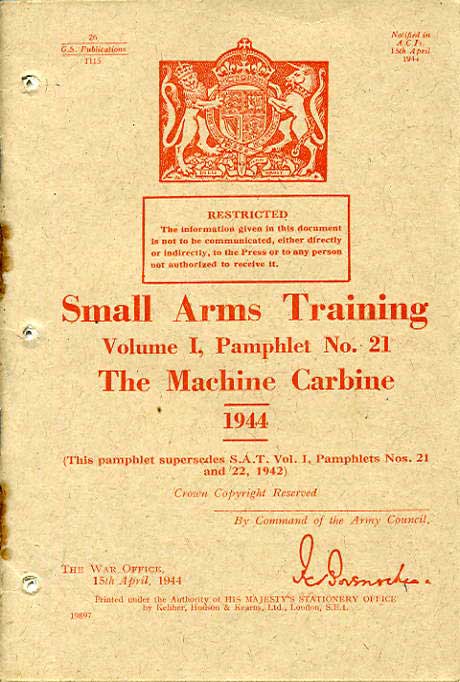 26
G.S. Publications
1115
Notified in
A.C.Is.
15th April
1944
RESTRICTED
The information given in this document
is not to be communicated, either directly
or indirectly, to the Press or to any person
not authorized to receive it.
Small Arms Training
Volume I, Pamphlet No. 21
The Machine Carbine
1944
(This pamphlet supersedes S.A.T. Vol. I, Pamphlets Nos. 21
and 22, 1942)
Crown Copyright Reserved
By Command of the Army Council,
THE WAR OFFICE,
15th April, 1944
Printed under the Authority of HIS MAJESTY'S STATIONERY OFFICE
by Keliher, Hudson & Kearns, Ltd., London, S.E.1.
19897